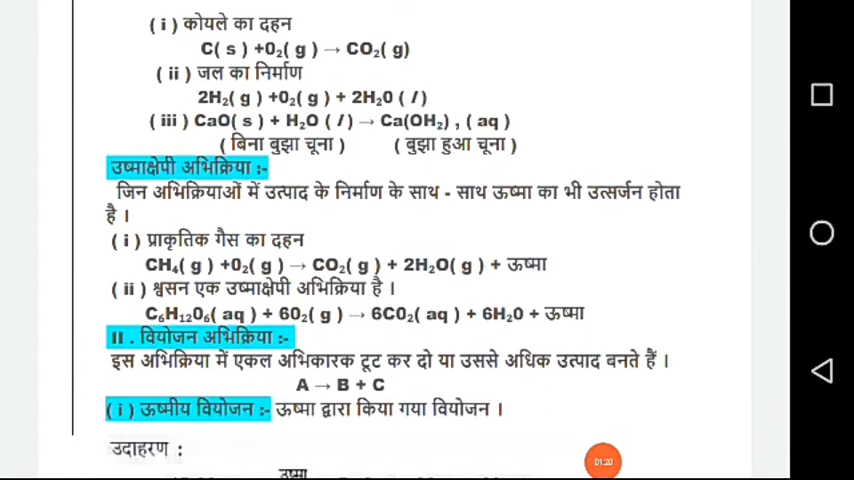 ( i ) कोयले का दहन
C( s ) +0₂( g ) → CO₂( g)
( ii ) जल का निर्माण
2H₂( g ) +0₂( g ) + 2H₂0 ( l )
( iii ) CaO( s ) + H₂O ( l ) → Ca(OH₂) , ( aq )
( बिना बुझा चूना ) ( बुझा हुआ चूना )
उष्माक्षेपी अभिक्रिया :-
जिन अभिक्रियाओं में उत्पाद के निर्माण के साथ - साथ ऊष्मा का भी उत्सर्जन होता
है ।
( i ) प्राकृतिक गैस का दहन
CH₄( g ) +0₂( g ) → CO₂( g ) + 2H₂O( g ) + ऊष्मा
( ii ) श्वसन एक उष्माक्षेपी अभिक्रिया है ।
C₆H₁₂0₆( aq ) + 60₂( g ) → 6C0₂( aq ) + 6H₂0 + ऊष्मा
II . वियोजन अभिक्रिया :-
इस अभिक्रिया में एकल अभिकारक टूट कर दो या उससे अधिक उत्पाद बनते हैं ।
A → B + C
( i ) ऊष्मीय वियोजन :- ऊष्मा द्वारा किया गया वियोजन ।
उदाहरण :
उष्मा
01:20